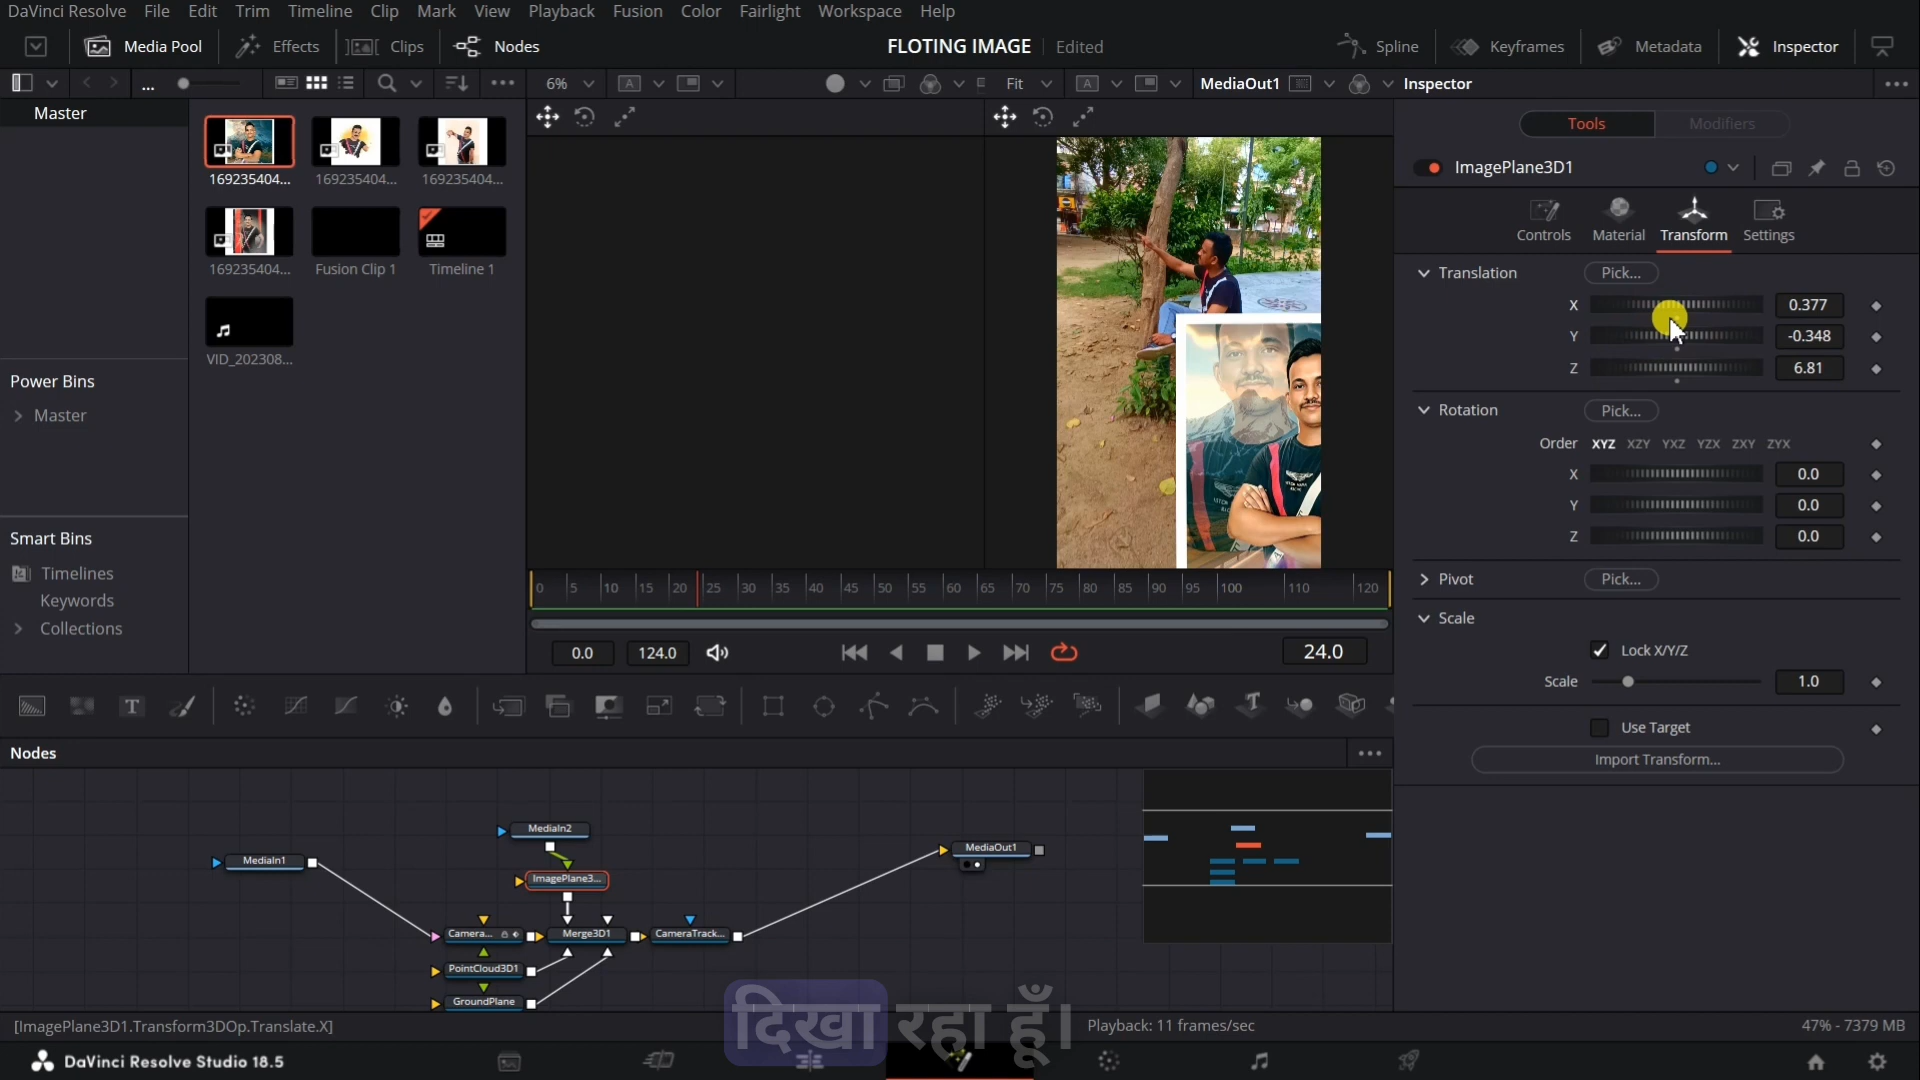 DaVinci Resolve File Edit Trim Timeline Clip Mark View Playback Fusion Color Fairlight Workspace Help
Media Pool Effects Clips Nodes FLOTING IMAGE Edited Spline Keyframes Metadata Inspector
... 6% A Fit A MediaOut1 Inspector
Master
169235404... 169235404... 169235404...
169235404... Fusion Clip 1 Timeline 1
VID_202308...
Power Bins
Master
Smart Bins
Timelines
Keywords
Collections
Tools Modifiers
ImagePlane3D1
Controls Material Transform Settings
Translation Pick...
X 0.377
Y -0.348
Z 6.81
Rotation Pick...
Order XYZ XZY YXZ YZX ZXY ZYX
X 0.0
Y 0.0
Z 0.0
Pivot Pick...
Scale
Lock X/Y/Z
Scale 1.0
Use Target
Import Transform...
0 5 10 15 20 25 30 35 40 45 50 55 60 65 70 75 80 85 90 95 100 110 120
0.0 124.0 24.0
T
Nodes
MediaIn2
MediaIn1
MediaOut1
ImagePlane3...
Camera... Merge3D1 CameraTrack...
PointCloud3D1
GroundPlane
दिखा रहा हूँ।
[ImagePlane3D1.Transform3DOp.Translate.X] Playback: 11 frames/sec 47% - 7379 MB
DaVinci Resolve Studio 18.5